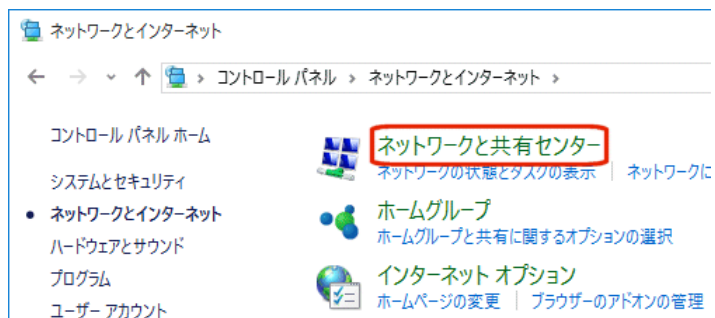 ネットワークとインターネット
コントロール パネル › ネットワークとインターネット ›
コントロール パネル ホーム
システムとセキュリティ
ネットワークとインターネット
ハードウェアとサウンド
プログラム
ユーザー アカウント
ネットワークと共有センター
ネットワークの状態とタスクの表示 | ネットワークに
ホームグループ
ホームグループと共有に関するオプションの選択
インターネット オプション
ホームページの変更 | ブラウザーのアドオンの管理